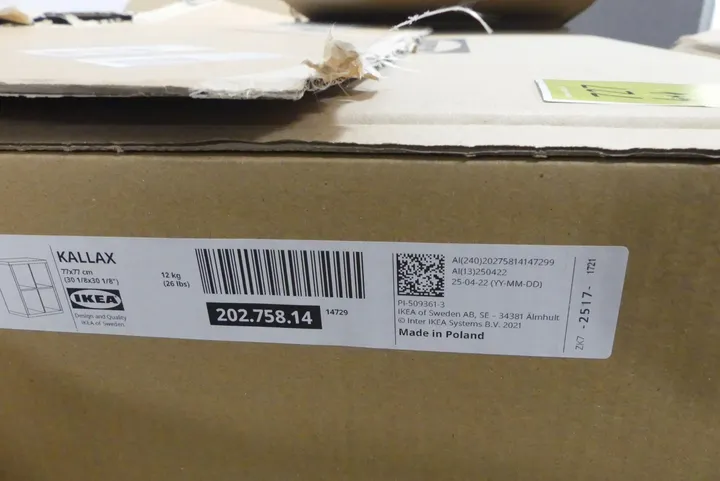 KALLAX
77x77 cm
(30 1/8x30 1/8")
IKEA
Design and Quality
IKEA of Sweden
12 kg
(26 lbs)
202.758.14
14729
AI(240)20275814147299
AI(13)250422
25-04-22 (YY-MM-DD)
PI-509361-3
IKEA of Sweden AB, SE - 34381 Älmhult
© Inter IKEA Systems B.V. 2021
Made in Poland
ZK7 -2517- 1721